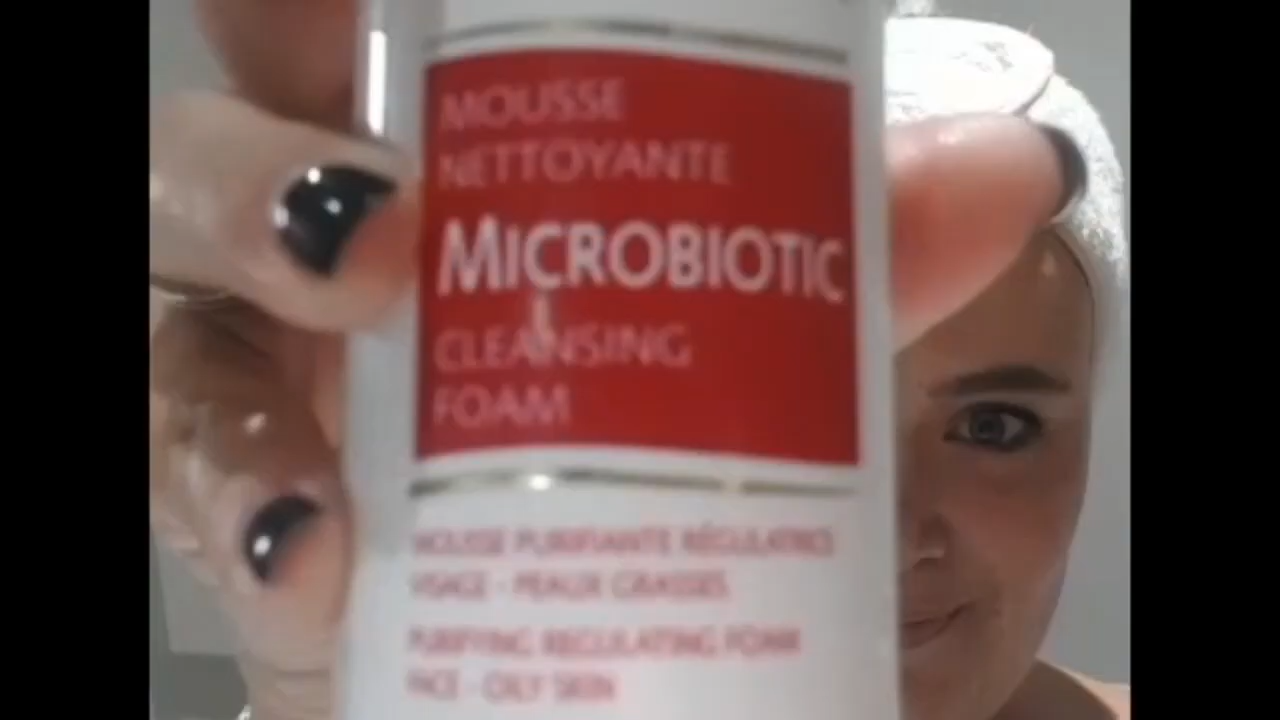 MOUSSE
NETTOYANTE
MICROBIOTIC
CLEANSING
FOAM
MOUSSE PURIFIANTE RÉGULATRICE
VISAGE - PEAUX GRASSES
PURIFYING REGULATING FOAM
FACE - OILY SKIN